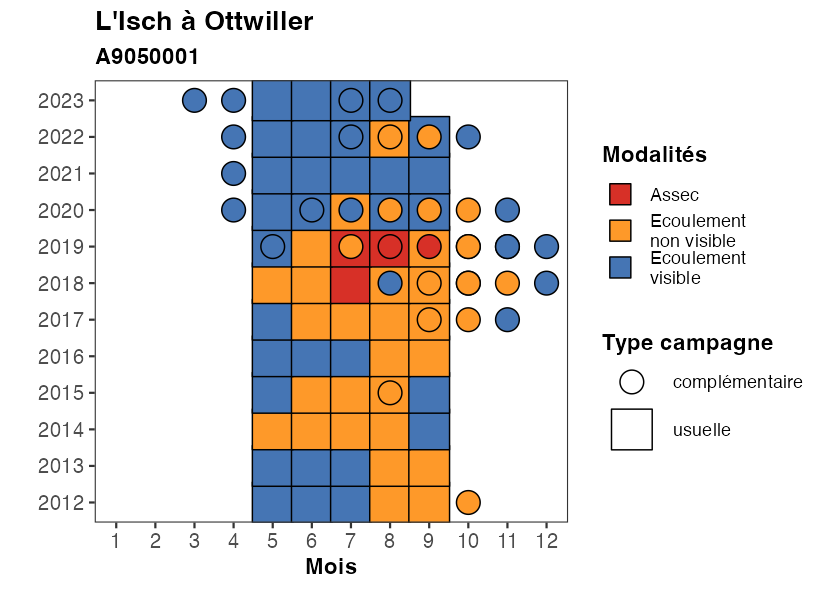 L'Isch à Ottwiller
A9050001
2023
2022
2021
2020
2019
2018
2017
2016
2015
2014
2013
2012
1 2 3 4 5 6 7 8 9 10 11 12
Mois
Modalités
Assec
Ecoulement
non visible
Ecoulement
visible
Type campagne
complémentaire
usuelle